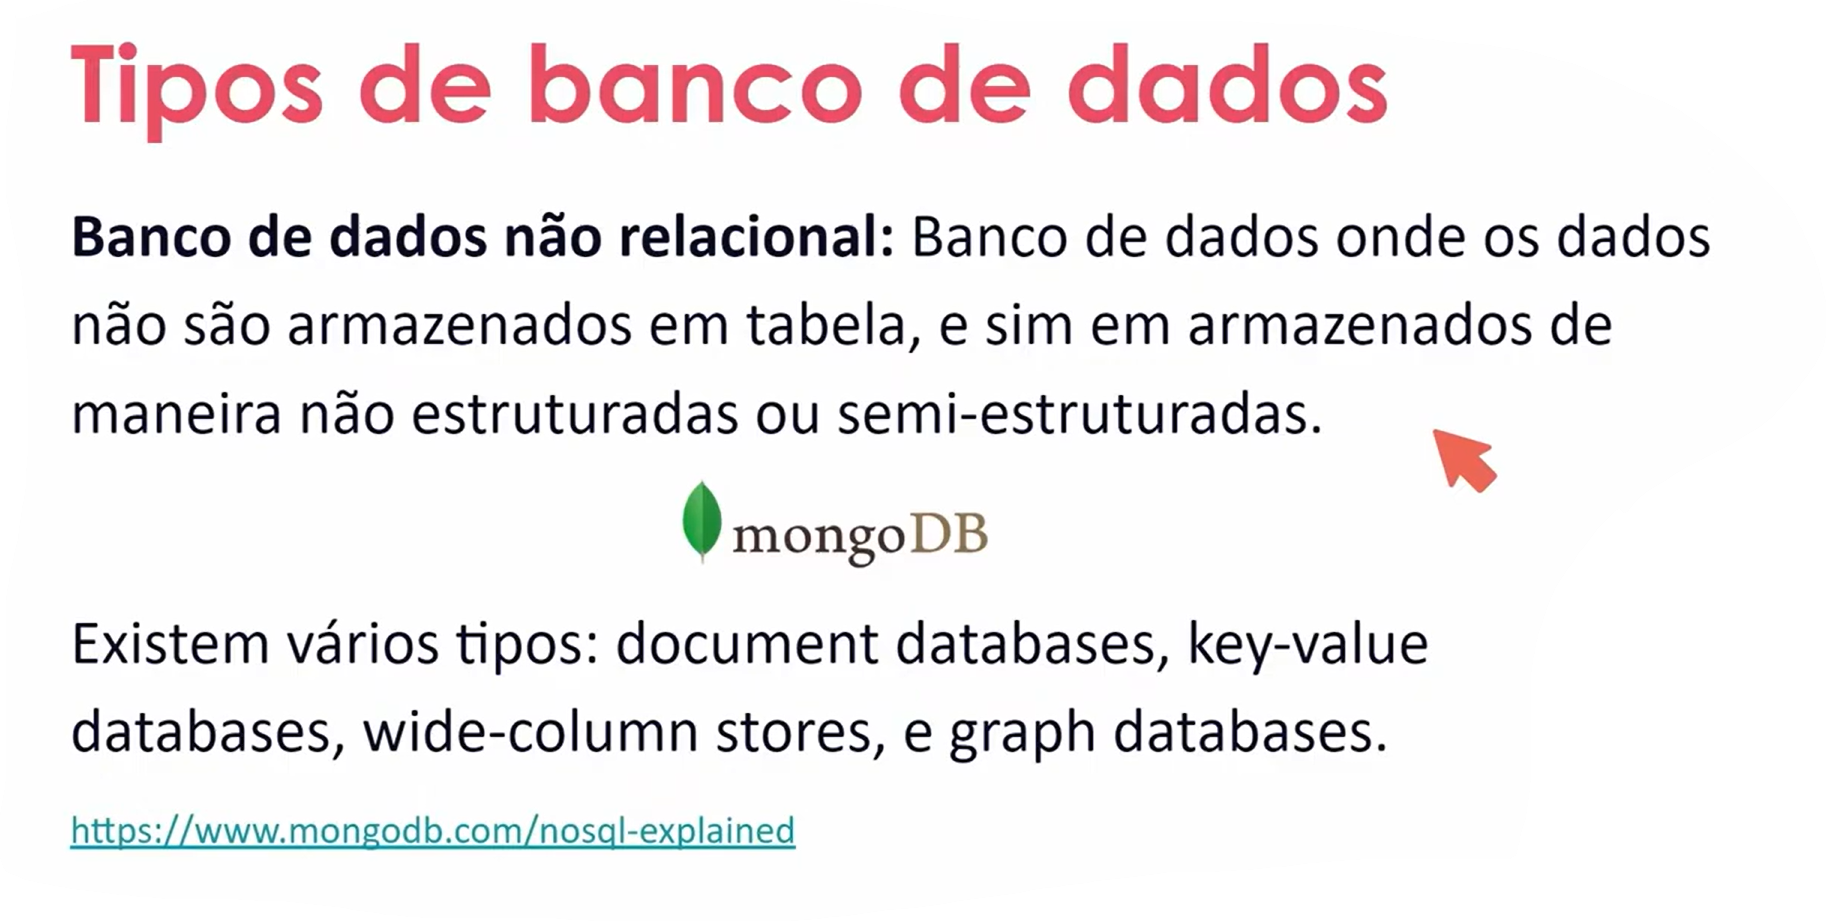 Tipos de banco de dados
Banco de dados não relacional: Banco de dados onde os dados
não são armazenados em tabela, e sim em armazenados de
maneira não estruturadas ou semi-estruturadas.
mongoDB
Existem vários tipos: document databases, key-value
databases, wide-column stores, e graph databases.
https://www.mongodb.com/nosql-explained